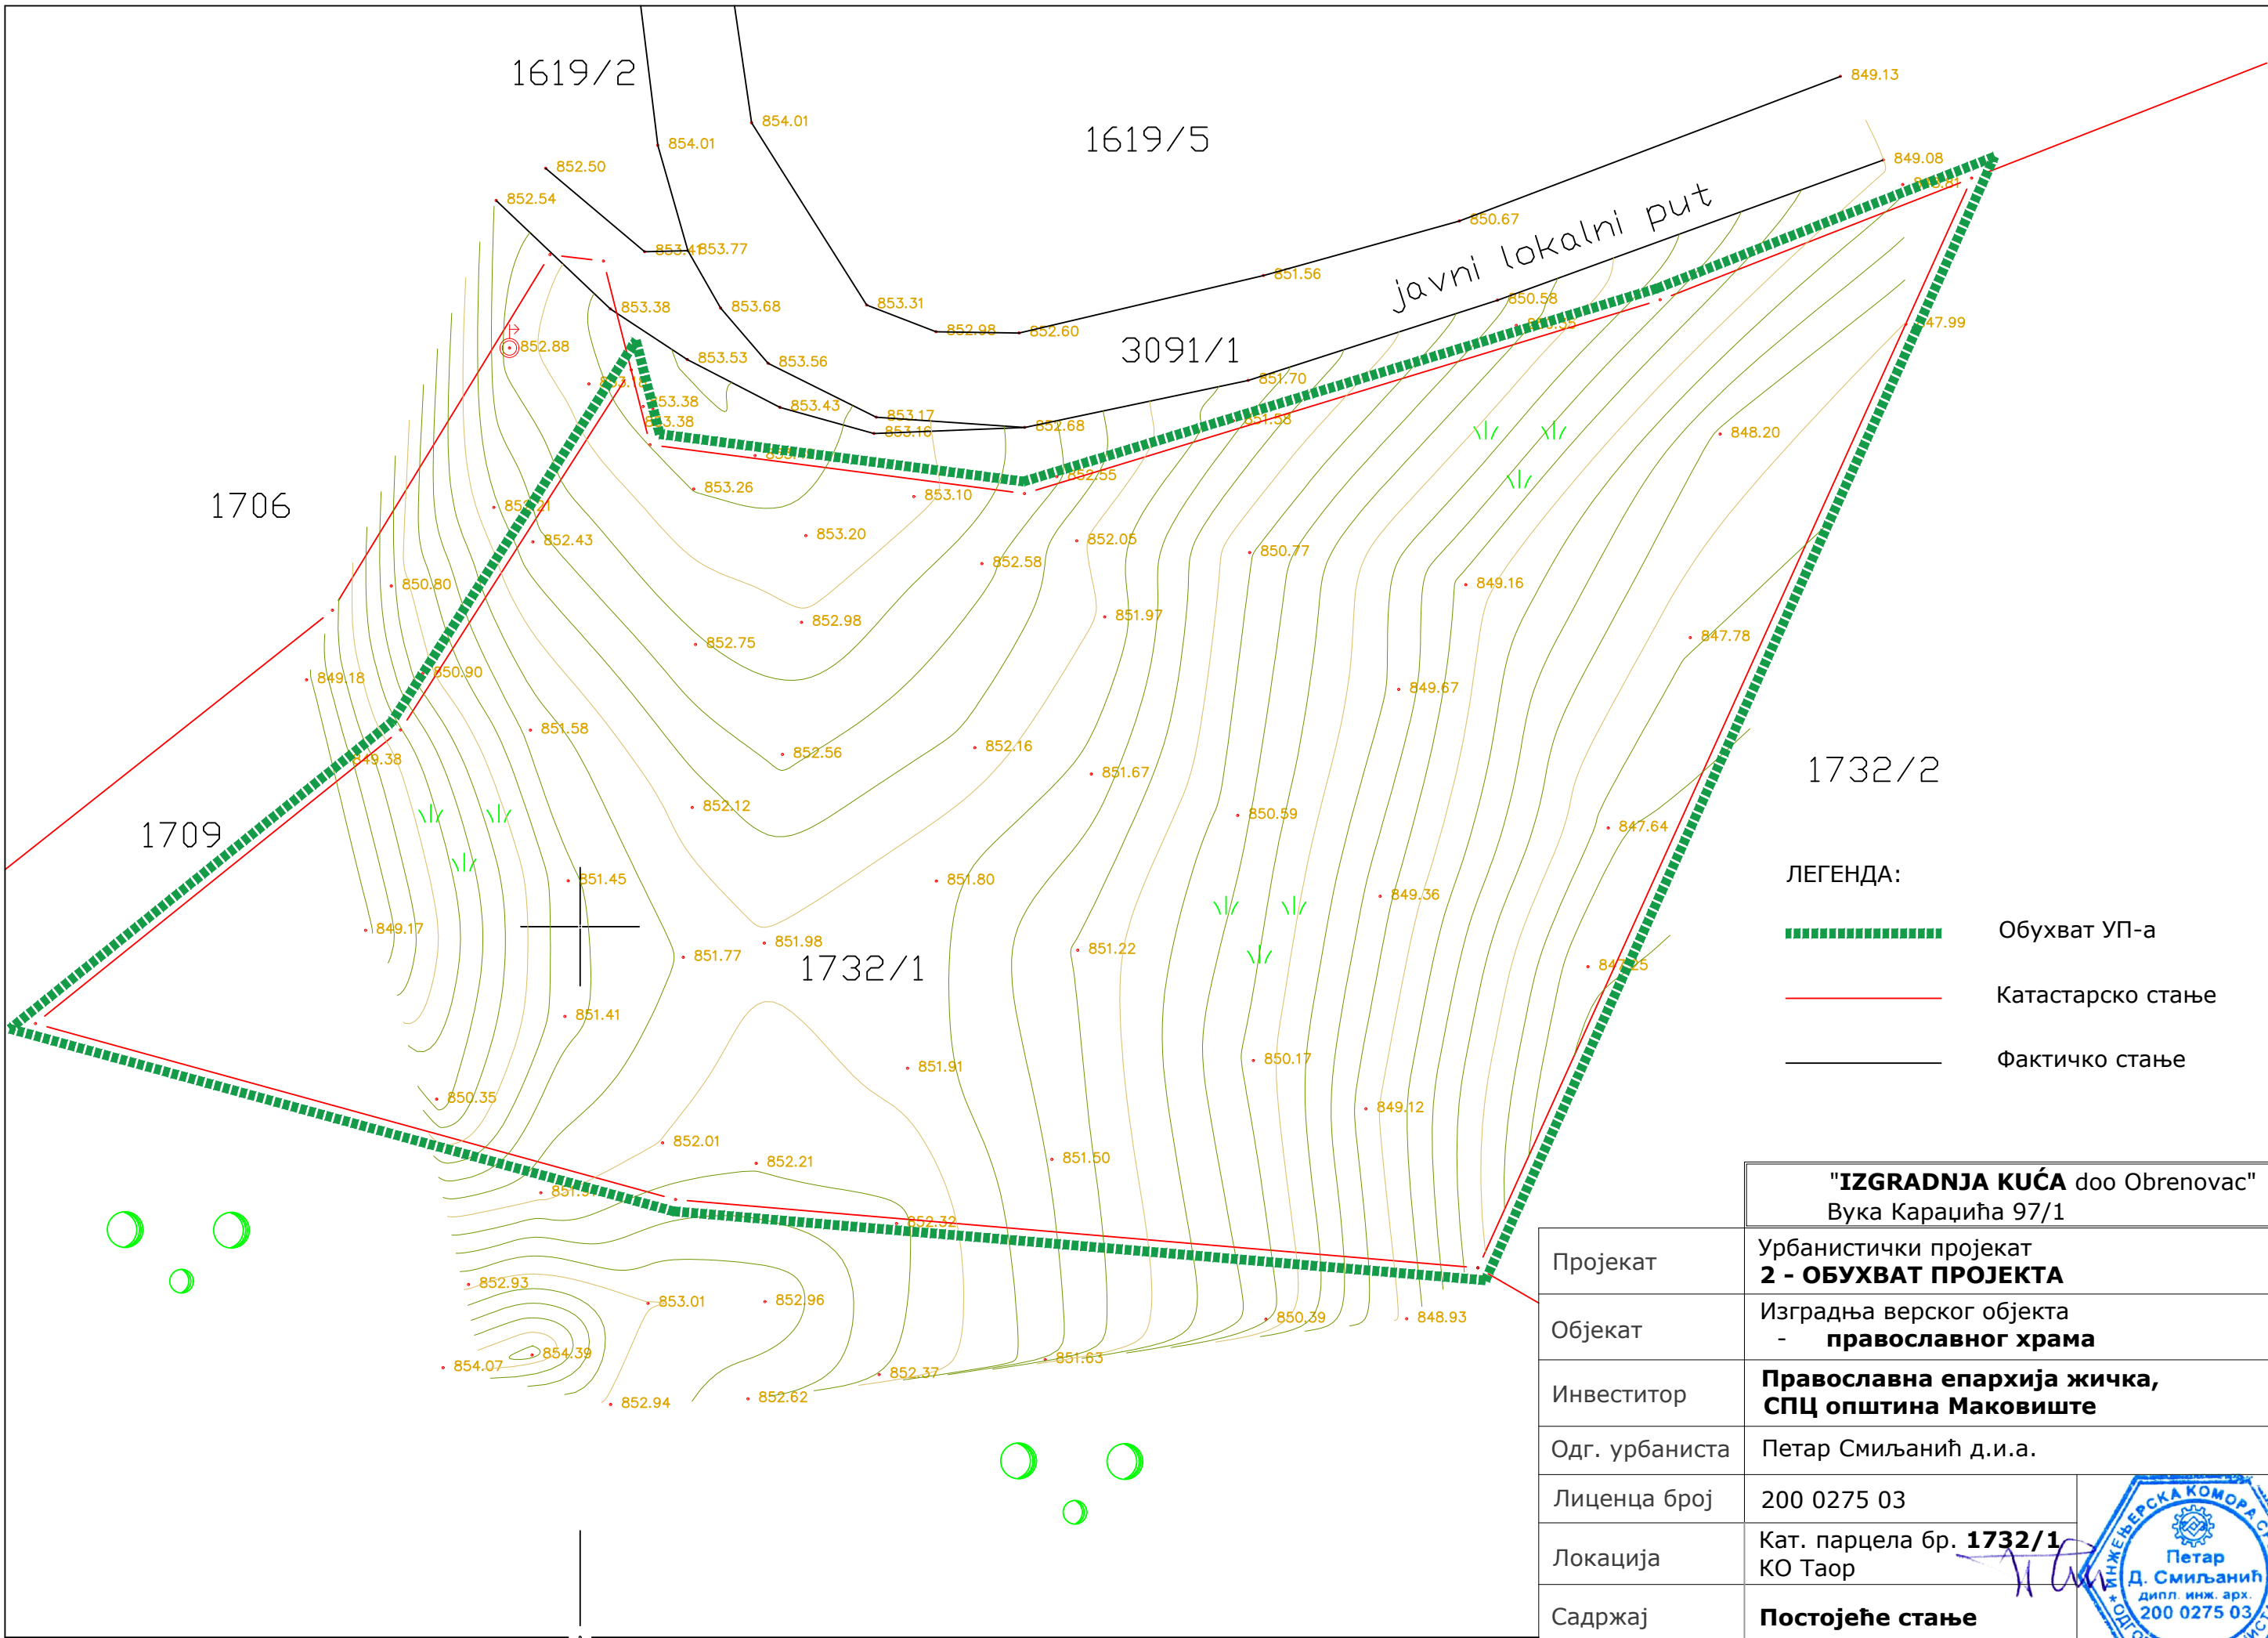 1619/2
849.13
854.01
854.01
1619/5
849.08
852.50
852.54
javni lokalni put
850.67
853.77
851.56
853.38
853.68
853.31
850.58
852.98
852.60
3091/1
852.88
853.53
853.56
851.70
853.38
853.43
853.17
852.68
848.20
852.55
853.26
853.10
1706
853.20
852.43
852.05
850.77
852.58
850.80
849.16
851.97
852.98
852.75
847.78
849.18
850.90
849.67
851.58
852.16
852.56
849.38
851.67
1732/2
852.12
850.59
847.64
1709
851.45
851.80
ЛЕГЕНДА:
849.36
849.17
Обухват УП-а
851.98
851.22
851.77
1732/1
Катастарско стање
851.41
851.91
850.17
Фактичко стање
850.35
849.12
852.01
852.21
851.50
852.32
852.93
853.01
852.96
850.39
848.93
854.39
854.07
851.63
852.37
852.94
852.62
"IZGRADNJA KUĆA doo Obrenovac"
Вука Караџића 97/1
Пројекат
Урбанистички пројекат
2 - ОБУХВАТ ПРОЈЕКТА
Објекат
Изградња верског објекта
- православног храма
Инвеститор
Православна епархија жичка,
СПЦ општина Маковиште
Одг. урбаниста
Петар Смиљанић д.и.а.
Лиценца број
200 0275 03
Локација
Кат. парцела бр. 1732/1
КО Таор
Садржај
Постојеће стање
ИНЖЕЊЕРСКА КОМОРА
Петар
Д. Смиљанић
дипл. инж. арх.
200 0275 03